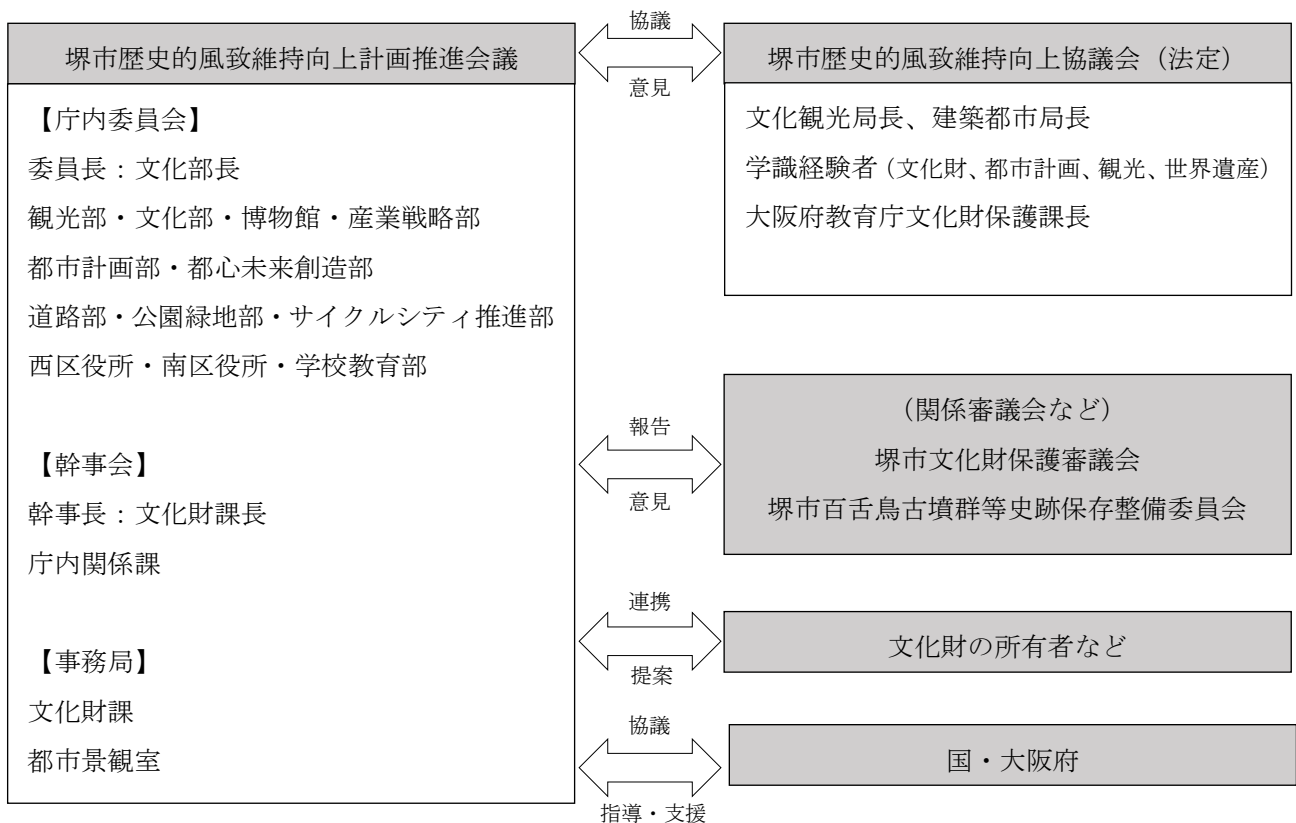 堺市歴史的風致維持向上計画推進会議
【庁内委員会】
委員長:文化部長
観光部・文化部・博物館・産業戦略部
都市計画部・都心未来創造部
道路部・公園緑地部・サイクルシティ推進部
西区役所・南区役所・学校教育部
【幹事会】
幹事長:文化財課長
庁内関係課
【事務局】
文化財課
都市景観室
協議
意見
堺市歴史的風致維持向上協議会(法定)
文化観光局長、建築都市局長
学識経験者(文化財、都市計画、観光、世界遺産)
大阪府教育庁文化財保護課長
報告
意見
(関係審議会など)
堺市文化財保護審議会
堺市百舌鳥古墳群等史跡保存整備委員会
連携
提案
文化財の所有者など
協議
指導・支援
国・大阪府